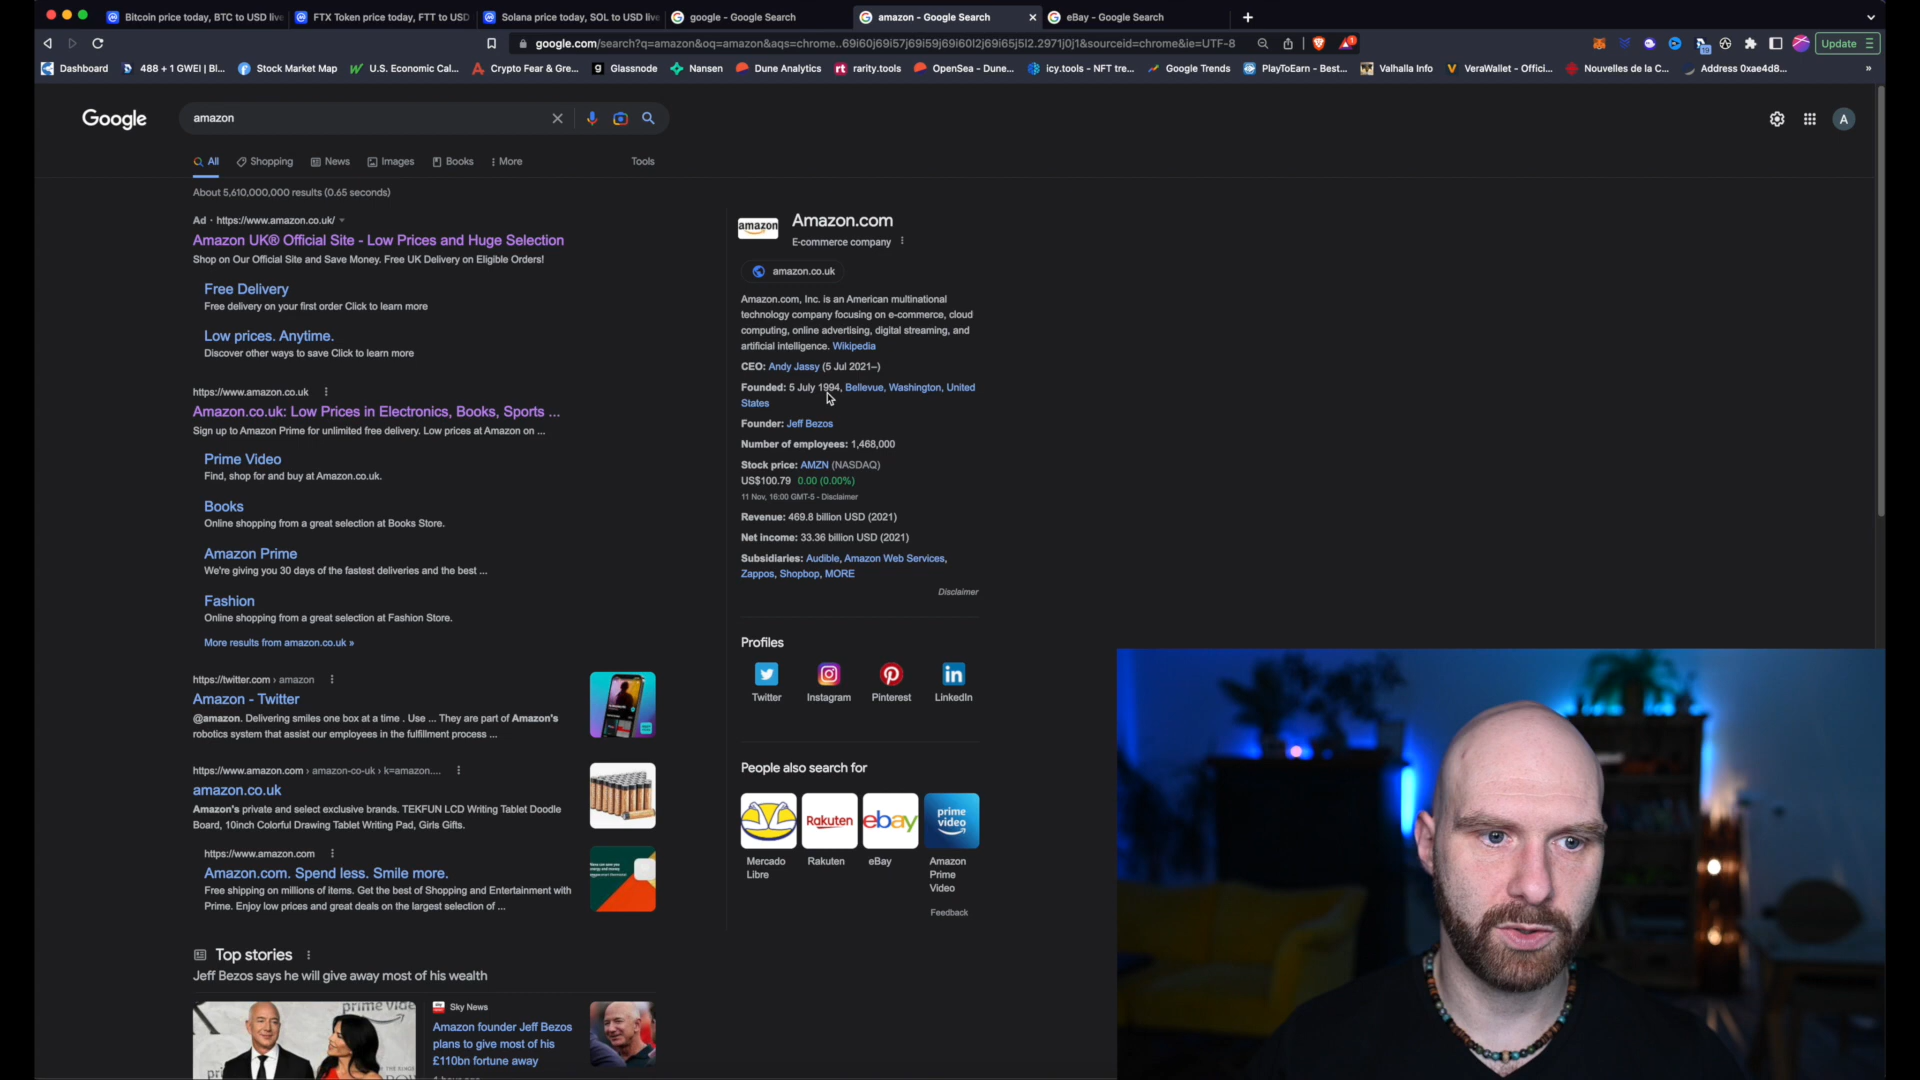 Bitcoin price today, BTC to USD live
FTX Token price today, FTT to USD
Solana price today, SOL to USD live
google - Google Search
amazon - Google Search
eBay - Google Search
google.com/search?q=amazon&oq=amazon&aqs=chrome..69i60j69i57j69i59j69i60l2j69i65j5l2.2971j0j1&sourceid=chrome&ie=UTF-8
Update
Dashboard
488 + 1 GWEI | Bl...
Stock Market Map
U.S. Economic Cal...
Crypto Fear & Gre...
Glassnode
Nansen
Dune Analytics
rarity.tools
OpenSea - Dune...
icy.tools - NFT tre...
Google Trends
PlayToEarn - Best...
Valhalla Info
VeraWallet - Offici...
Nouvelles de la C...
Address 0xae4d8...
»
Google
amazon
A
All
Shopping
News
Images
Books
More
Tools
About 5,610,000,000 results (0.65 seconds)
Ad · https://www.amazon.co.uk/
Amazon UK® Official Site - Low Prices and Huge Selection
Shop on Our Official Site and Save Money. Free UK Delivery on Eligible Orders!
Free Delivery
Free delivery on your first order Click to learn more
Low prices. Anytime.
Discover other ways to save Click to learn more
https://www.amazon.co.uk
Amazon.co.uk: Low Prices in Electronics, Books, Sports ...
Sign up to Amazon Prime for unlimited free delivery. Low prices at Amazon on ...
Prime Video
Find, shop for and buy at Amazon.co.uk.
Books
Online shopping from a great selection at Books Store.
Amazon Prime
We're giving you 30 days of the fastest deliveries and the best ...
Fashion
Online shopping from a great selection at Fashion Store.
More results from amazon.co.uk »
https://twitter.com › amazon
Amazon - Twitter
@amazon. Delivering smiles one box at a time . Use ... They are part of Amazon's
robotics system that assist our employees in the fulfillment process ...
https://www.amazon.com › amazon-co-uk › k=amazon....
amazon.co.uk
Amazon's private and select exclusive brands. TEKFUN LCD Writing Tablet Doodle
Board, 10inch Colorful Drawing Tablet Writing Pad, Girls Gifts.
https://www.amazon.com
Amazon.com. Spend less. Smile more.
Free shipping on millions of items. Get the best of Shopping and Entertainment with
Prime. Enjoy low prices and great deals on the largest selection of ...
Top stories
Jeff Bezos says he will give away most of his wealth
prime vide
Sky News
Amazon founder Jeff Bezos
plans to give most of his
£110bn fortune away
amazon
Amazon.com
E-commerce company
amazon.co.uk
Amazon.com, Inc. is an American multinational
technology company focusing on e-commerce, cloud
computing, online advertising, digital streaming, and
artificial intelligence. Wikipedia
CEO: Andy Jassy (5 Jul 2021–)
Founded: 5 July 1994, Bellevue, Washington, United
States
Founder: Jeff Bezos
Number of employees: 1,468,000
Stock price: AMZN (NASDAQ)
US$100.79 0.00 (0.00%)
11 Nov, 16:00 GMT-5 - Disclaimer
Revenue: 469.8 billion USD (2021)
Net income: 33.36 billion USD (2021)
Subsidiaries: Audible, Amazon Web Services,
Zappos, Shopbop, MORE
Disclaimer
Profiles
Twitter
Instagram
Pinterest
LinkedIn
People also search for
Rakuten
ebay
prime
video
Mercado
Libre
Rakuten
eBay
Amazon
Prime
Video
Feedback